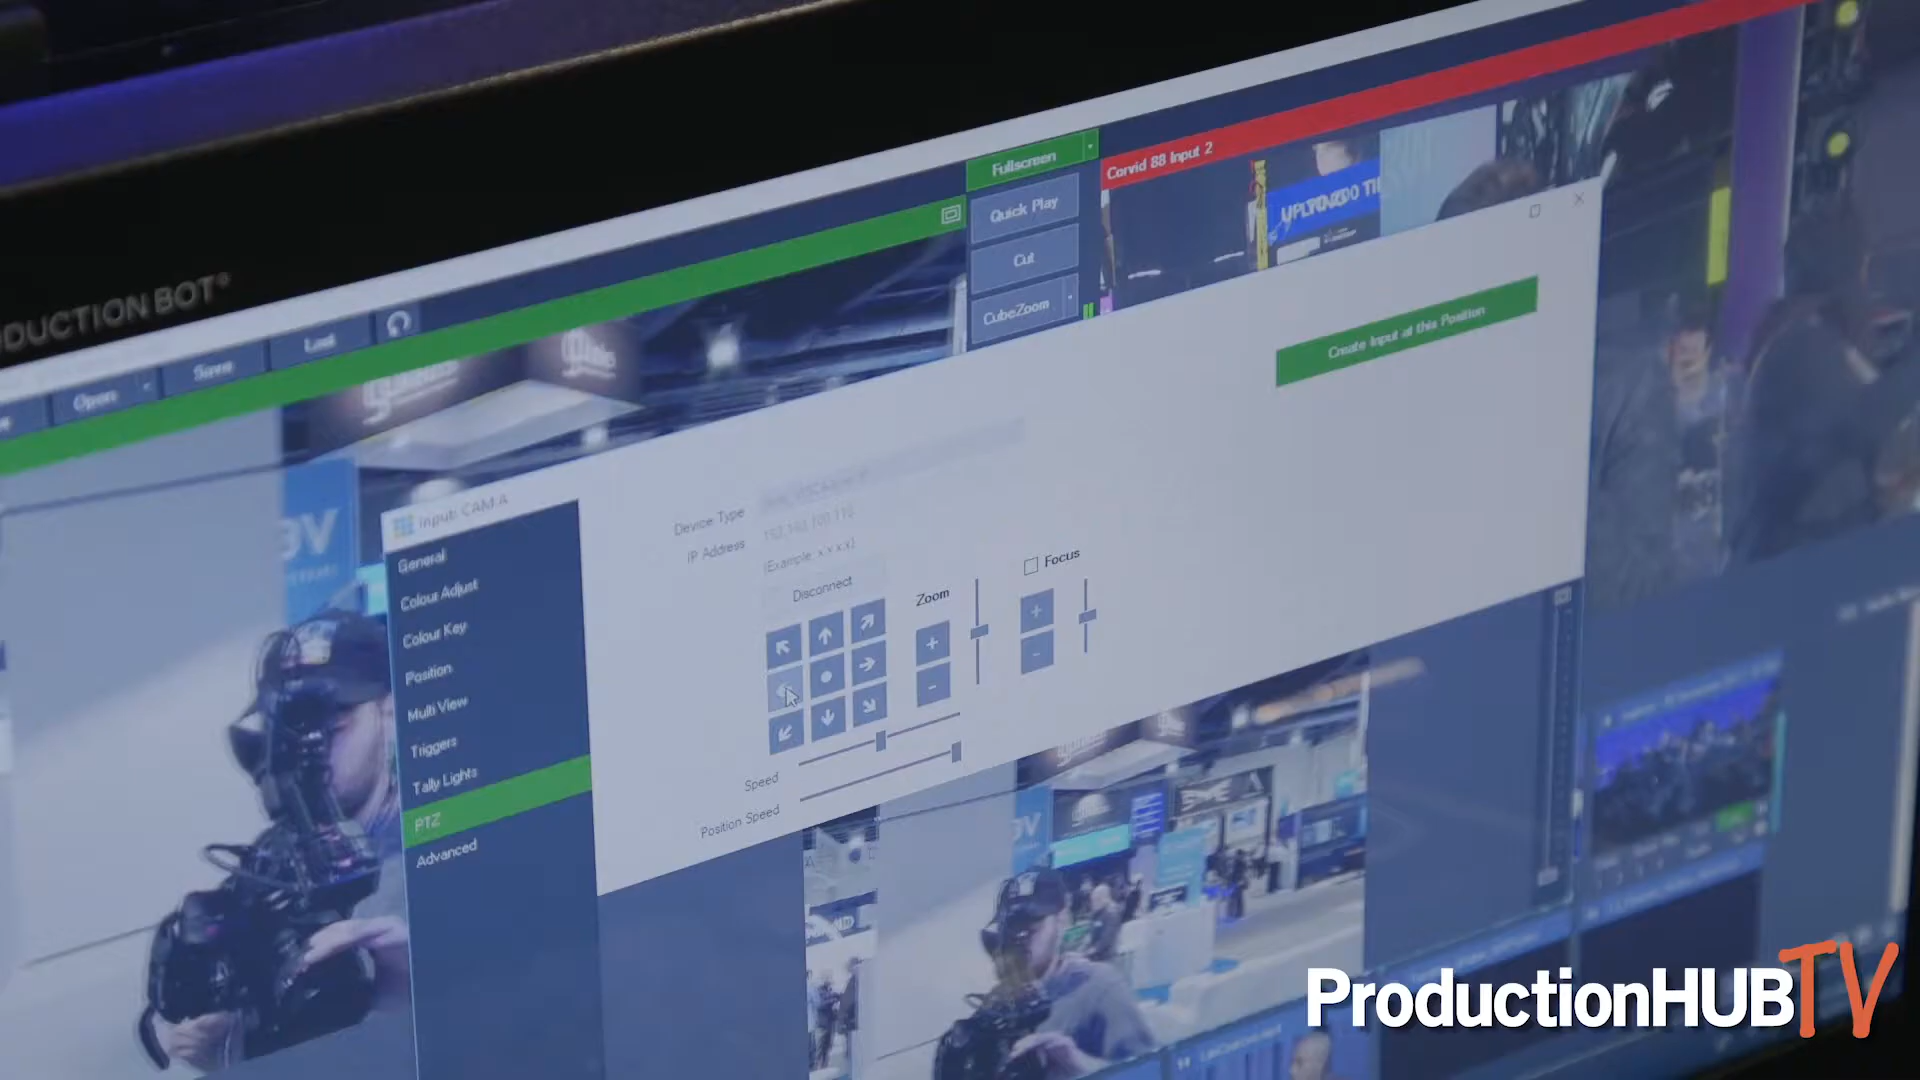 DUCTION BOT
Open
Save
Last
Fullscreen
Quick Play
Cut
CubeZoom
Corvid 88 Input 2
Create Input at this Position
Input: CAM A
General
Colour Adjust
Colour Key
Position
Multi View
Triggers
Tally Lights
PTZ
Advanced
Device Type
IP Address
(Example: x.x.x.x)
Disconnect
Zoom
Focus
+
-
+
-
Speed
Position Speed
ProductionHUBTV